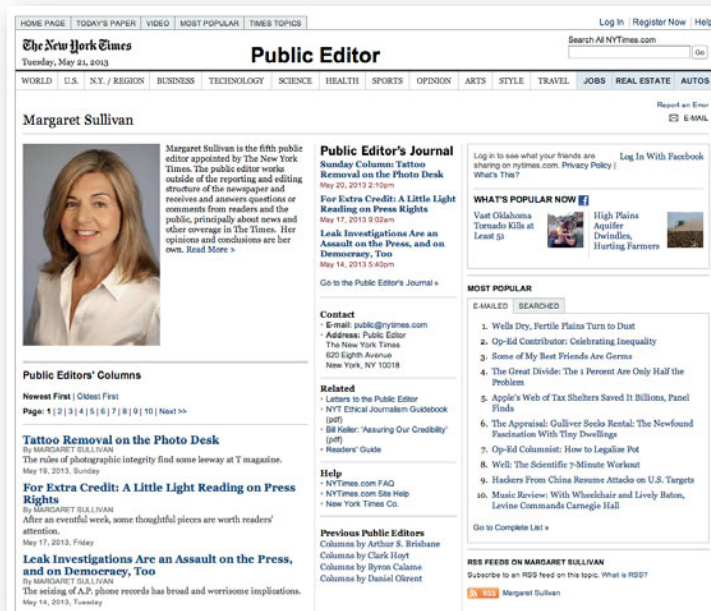 HOME PAGE TODAY'S PAPER VIDEO MOST POPULAR TIMES TOPICS
Log In Register Now Help
The New York Times
Tuesday, May 21, 2013
Public Editor
Search All NYTimes.com
Go
WORLD U.S. N.Y. / REGION BUSINESS TECHNOLOGY SCIENCE HEALTH SPORTS OPINION ARTS STYLE TRAVEL JOBS REAL ESTATE AUTOS
Report an Error
E-MAIL
Margaret Sullivan
Margaret Sullivan is the fifth public
editor appointed by The New York
Times. The public editor works
outside of the reporting and editing
structure of the newspaper and
receives and answers questions or
comments from readers and the
public, principally about news and
other coverage in The Times. Her
opinions and conclusions are her
own. Read More >
Public Editors' Columns
Newest First | Oldest First
Page: 1 | 2 | 3 | 4 | 5 | 6 | 7 | 8 | 9 | 10 | Next >>
Tattoo Removal on the Photo Desk
By MARGARET SULLIVAN
The rules of photographic integrity find some leeway at T magazine.
May 19, 2013, Sunday
For Extra Credit: A Little Light Reading on Press
Rights
By MARGARET SULLIVAN
After an eventful week, some thoughtful pieces are worth readers'
attention.
May 17, 2013, Friday
Leak Investigations Are an Assault on the Press,
and on Democracy, Too
By MARGARET SULLIVAN
The seizing of A.P. phone records has broad and worrisome implications.
May 14, 2013, Tuesday
Public Editor's Journal
Sunday Column: Tattoo
Removal on the Photo Desk
May 20, 2013 2:10pm
For Extra Credit: A Little Light
Reading on Press Rights
May 17, 2013 9:02am
Leak Investigations Are an
Assault on the Press, and on
Democracy, Too
May 14, 2013 5:40pm
Go to the Public Editor's Journal »
Contact
• E-mail: public@nytimes.com
• Address: Public Editor
The New York Times
620 Eighth Avenue
New York, NY 10018
Related
• Letters to the Public Editor
• NYT Ethical Journalism Guidebook
(pdf)
• Bill Keller: 'Assuring Our Credibility'
(pdf)
• Readers' Guide
Help
• NYTimes.com FAQ
• NYTimes.com Site Help
• New York Times Co.
Previous Public Editors
Columns by Arthur S. Brisbane
Columns by Clark Hoyt
Columns by Byron Calame
Columns by Daniel Okrent
Log in to see what your friends are
sharing on nytimes.com. Privacy Policy |
What's This?
Log In With Facebook
WHAT'S POPULAR NOW f
Vast Oklahoma
Tornado Kills at
Least 51
High Plains
Aquifer
Dwindles,
Hurting Farmers
MOST POPULAR
E-MAILED SEARCHED
1. Wells Dry, Fertile Plains Turn to Dust
2. Op-Ed Contributor: Celebrating Inequality
3. Some of My Best Friends Are Germs
4. The Great Divide: The 1 Percent Are Only Half the
Problem
5. Apple's Web of Tax Shelters Saved It Billions, Panel
Finds
6. The Appraisal: Gulliver Seeks Rental: The Newfound
Fascination With Tiny Dwellings
7. Op-Ed Columnist: How to Legalize Pot
8. Well: The Scientific 7-Minute Workout
9. Hackers From China Resume Attacks on U.S. Targets
10. Music Review: With Wheelchair and Lively Baton,
Levine Commands Carnegie Hall
Go to Complete List »
RSS FEEDS ON MARGARET SULLIVAN
Subscribe to an RSS feed on this topic. What is RSS?
RSS Margaret Sullivan